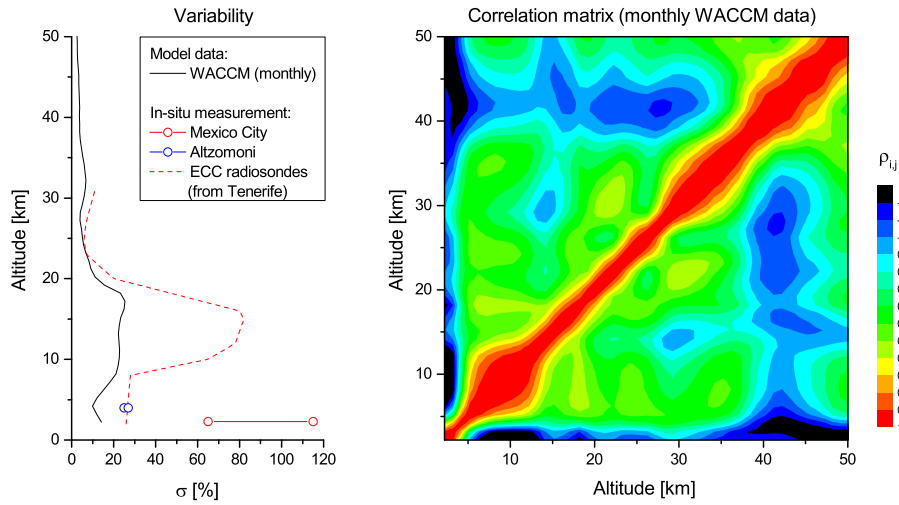 Variability
50
40
30
20
10
0
Altitude [km]
0 20 40 60 80 100 120
σ [%]
Model data:
WACCM (monthly)
In-situ measurement:
Mexico City
Altzomoni
ECC radiosondes
(from Tenerife)
Correlation matrix (monthly WACCM data)
50
40
30
20
10
Altitude [km]
10 20 30 40 50
Altitude [km]
ρi,j